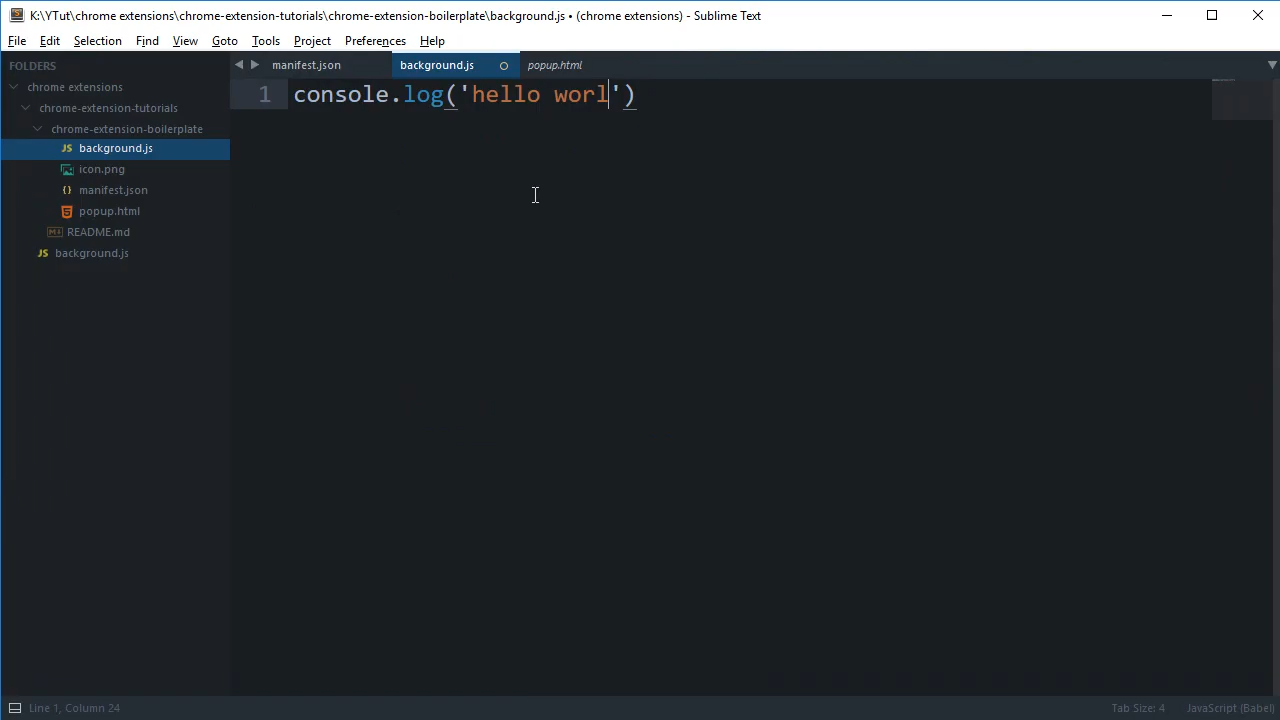 K:\YTut\chrome extensions\chrome-extension-tutorials\chrome-extension-boilerplate\background.js • (chrome extensions) - Sublime Text
File Edit Selection Find View Goto Tools Project Preferences Help
FOLDERS
chrome extensions
chrome-extension-tutorials
chrome-extension-boilerplate
JS background.js
icon.png
{} manifest.json
popup.html
README.md
JS background.js
manifest.json background.js popup.html
1 console.log('hello worl')
Line 1, Column 24 Tab Size: 4 JavaScript (Babel)